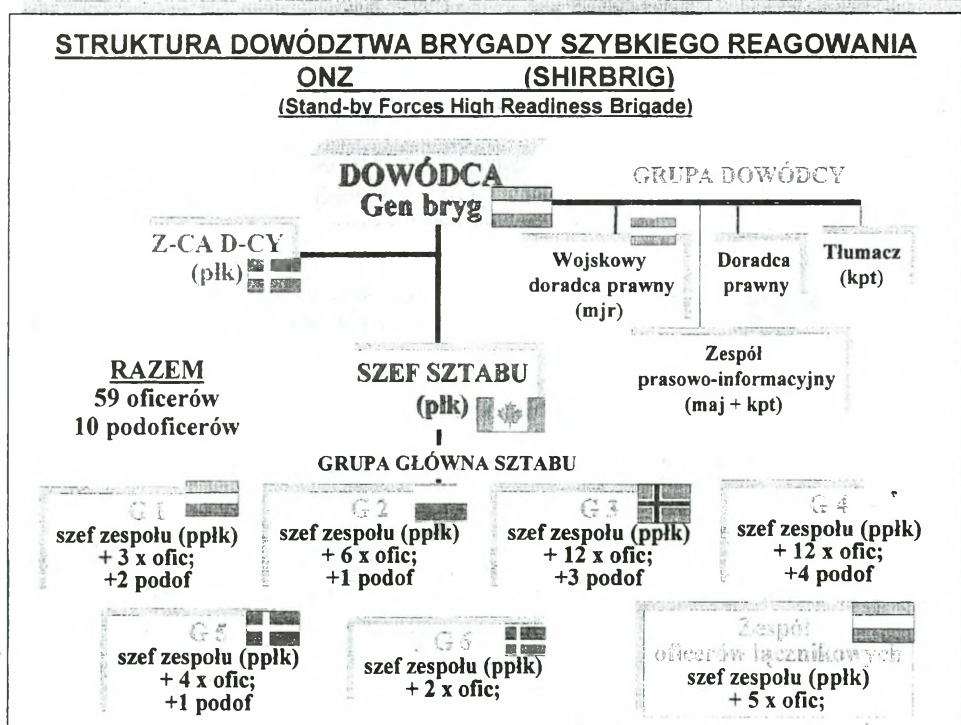 STRUKTURA DOWÓDZTWA BRYGADY SZYBKIEGO REAGOWANIA
ONZ (SHIRBRIG)
(Stand-by Forces High Readiness Brigade)
DOWÓDCA
Gen bryg
GRUPA DOWÓDCY
Z-CA D-CY
(płk)
Wojskowy
doradca prawny
(mjr)
Doradca
prawny
Tłumacz
(kpt)
Zespół
prasowo-informacyjny
(maj + kpt)
RAZEM
59 oficerów
10 podoficerów
SZEF SZTABU
(płk)
GRUPA GŁÓWNA SZTABU
G 1
szef zespołu (ppłk)
+ 3 x ofic;
+2 podof
G 2
szef zespołu (ppłk)
+ 6 x ofic;
+1 podof
G 3
szef zespołu (ppłk)
+ 12 x ofic;
+3 podof
G 4
szef zespołu (ppłk)
+ 12 x ofic;
+4 podof
G 5
szef zespołu (ppłk)
+ 4 x ofic;
+1 podof
G 6
szef zespołu (ppłk)
+ 2 x ofic;
Zespół
oficerów łącznikowych
szef zespołu (ppłk)
+ 5 x ofic;